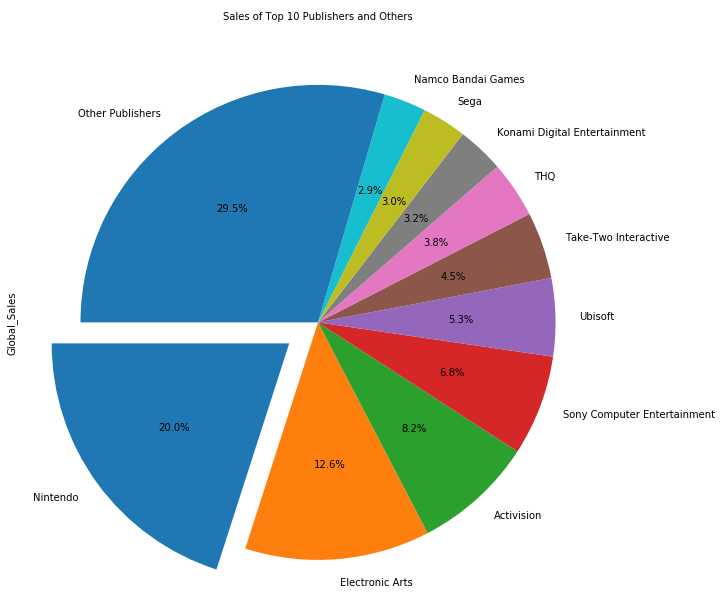 Sales of Top 10 Publishers and Others
Namco Bandai Games
Sega
Other Publishers
Konami Digital Entertainment
THQ
2.9%
3.0%
29.5%
3.2%
Take-Two Interactive
3.8%
4.5%
Ubisoft
5.3%
Global_Sales
6.8%
Sony Computer Entertainment
20.0%
8.2%
12.6%
Nintendo
Activision
Electronic Arts